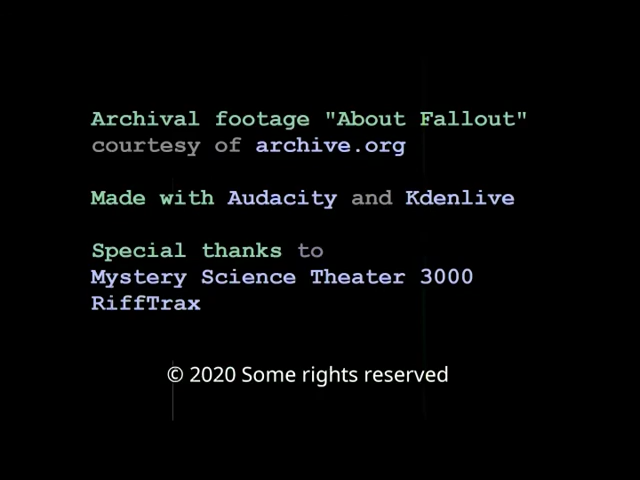 Archival footage "About Fallout"
courtesy of archive.org
Made with Audacity and Kdenlive
Special thanks to
Mystery Science Theater 3000
RiffTrax
© 2020 Some rights reserved